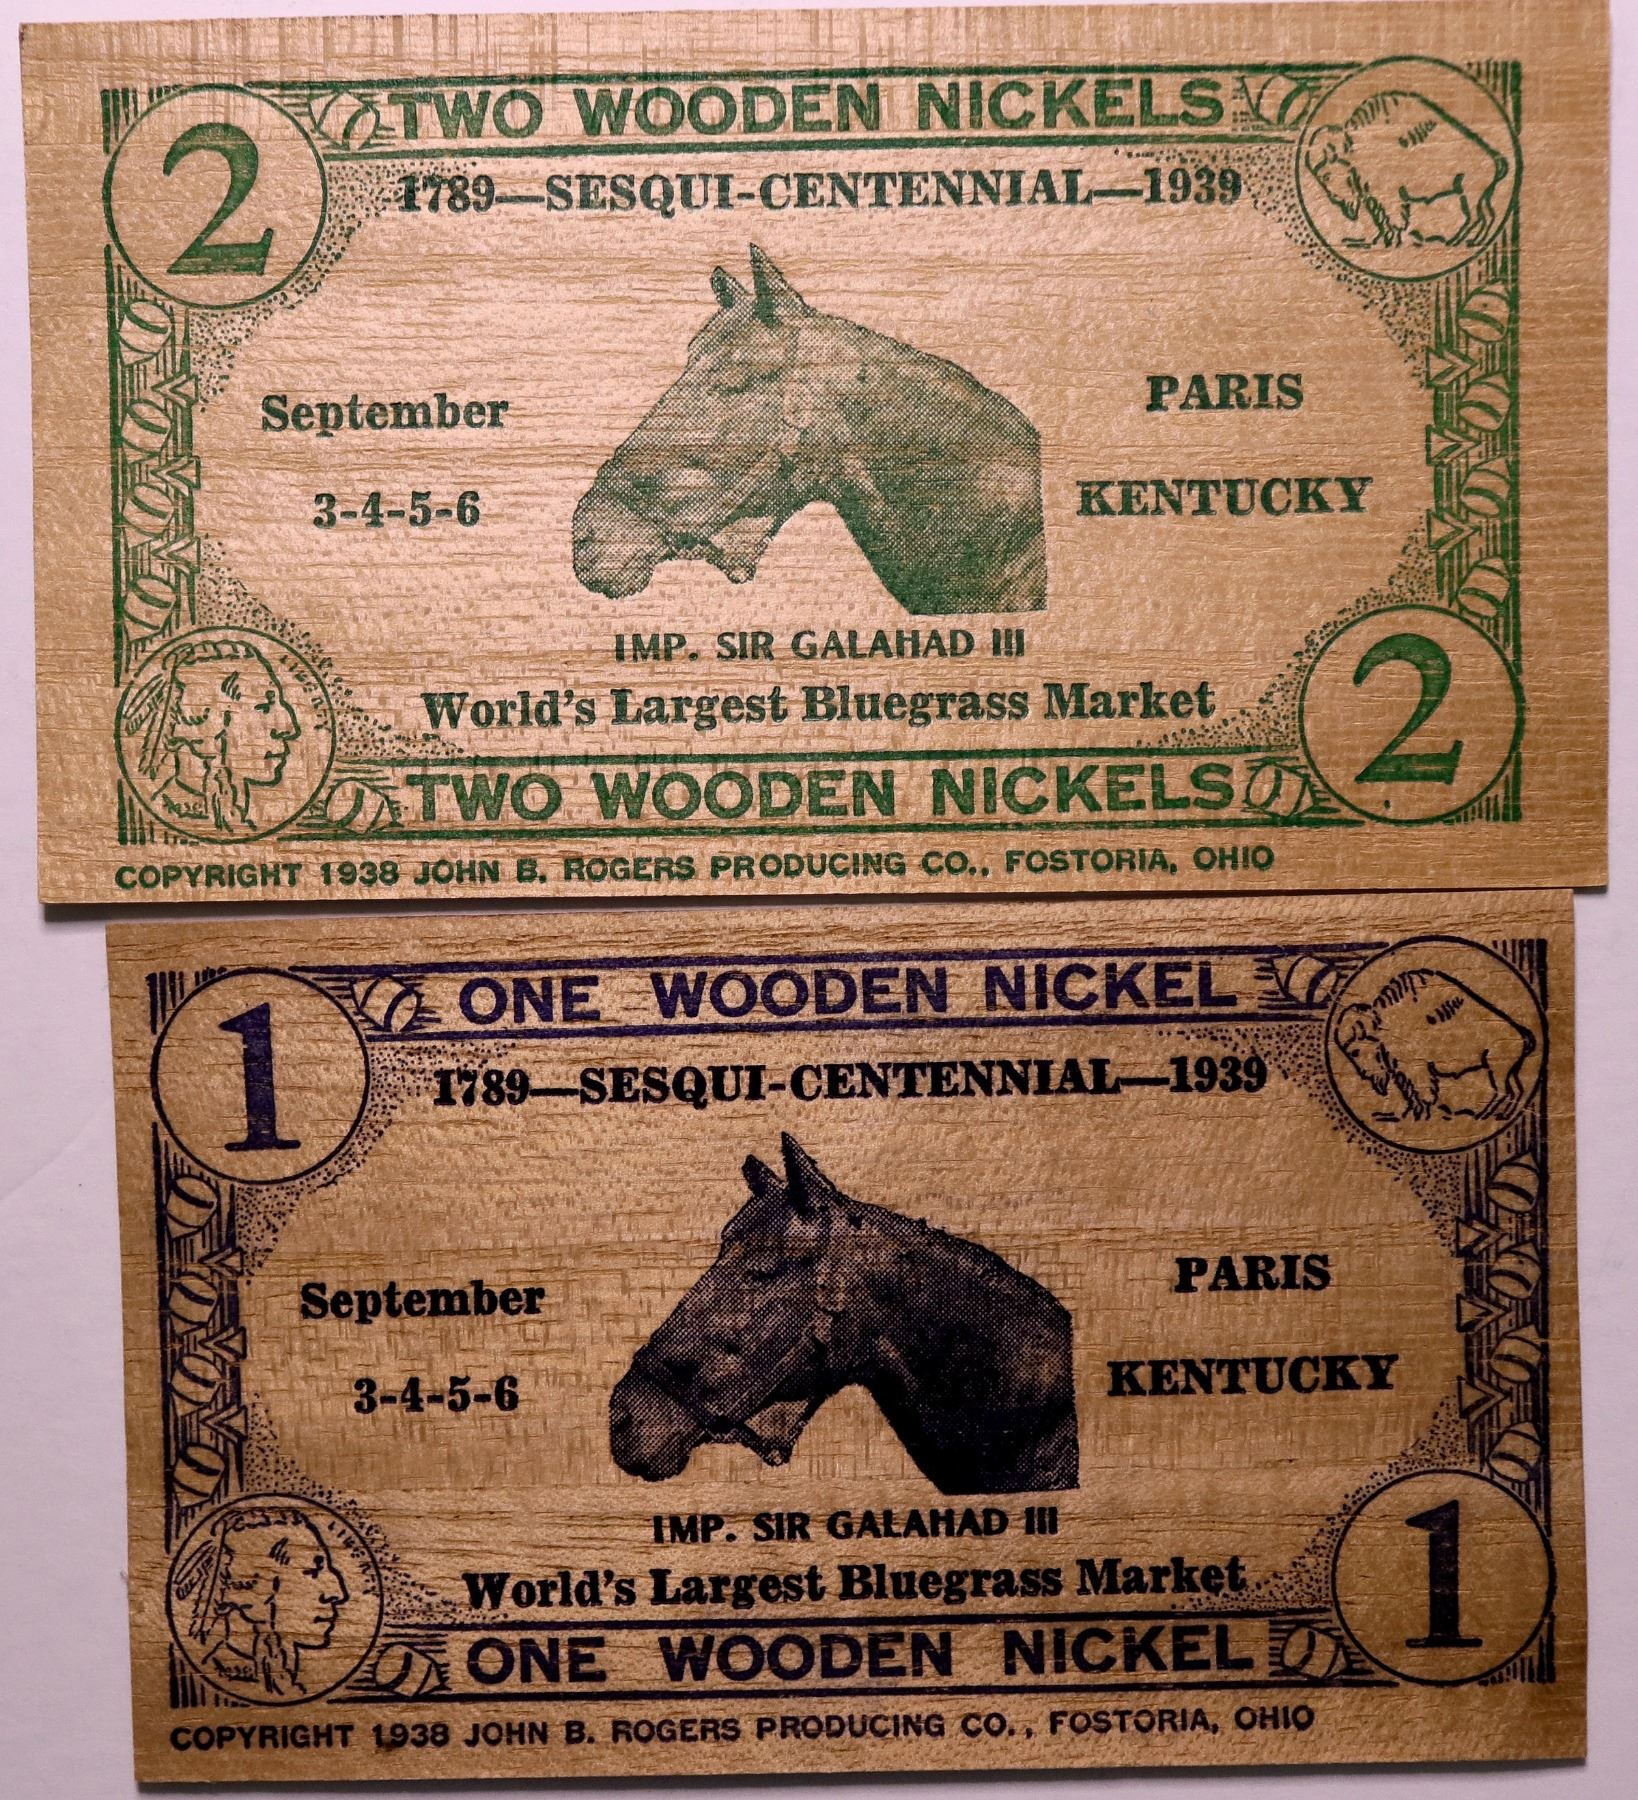 TWO WOODEN NICKELS
2
1789—SESQUI-CENTENNIAL—1939
September
3-4-5-6
PARIS
KENTUCKY
IMP. SIR GALAHAD III
World's Largest Bluegrass Market
LIBERTY
2
TWO WOODEN NICKELS
COPYRIGHT 1938 JOHN B. ROGERS PRODUCING CO., FOSTORIA, OHIO
ONE WOODEN NICKEL
1
1789—SESQUI-CENTENNIAL—1939
September
3-4-5-6
PARIS
KENTUCKY
IMP. SIR GALAHAD III
World's Largest Bluegrass Market
LIBERTY
1
ONE WOODEN NICKEL
COPYRIGHT 1938 JOHN B. ROGERS PRODUCING CO., FOSTORIA, OHIO